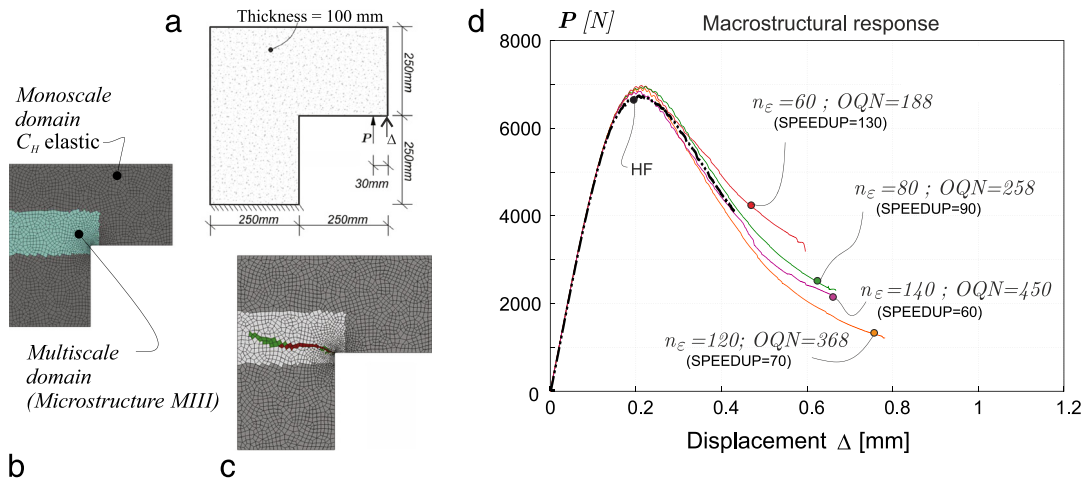 a
Thickness = 100 mm
250mm
250mm
P
Δ
30mm
250mm
250mm
Monoscale
domain
C_H elastic
Multiscale
domain
(Microstructure MIII)
b
c
d
P [N]
Macrostructural response
8000
6000
4000
2000
0
0
0.2
0.4
0.6
0.8
1
1.2
Displacement Δ [mm]
HF
n_ε=60 ; OQN=188
(SPEEDUP=130)
n_ε=80 ; OQN=258
(SPEEDUP=90)
n_ε=140 ; OQN=450
(SPEEDUP=60)
n_ε=120; OQN=368
(SPEEDUP=70)